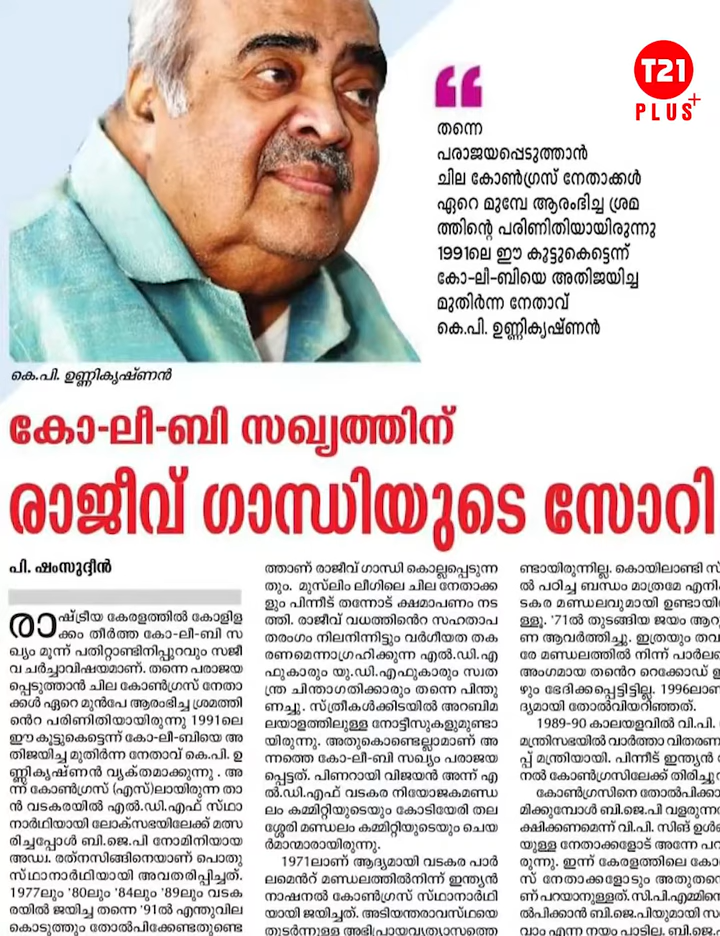 T21
PLUS+
തന്നെ
പരാജയപ്പെടുത്താൻ
ചില കോൺഗ്രസ് നേതാക്കൾ
ഏറെ മുമ്പേ ആരംഭിച്ച ശ്രമ
ത്തിന്റെ പരിണിതിയായിരുന്നു
1991ലെ ഈ കൂട്ടുകെട്ടെന്ന്
കോ-ലീ-ബിയെ അതിജയിച്ച
മുതിർന്ന നേതാവ്
കെ.പി. ഉണ്ണികൃഷ്ണൻ
കെ.പി. ഉണ്ണികൃഷ്ണൻ
കോ-ലീ-ബി സഖ്യത്തിന്
രാജീവ് ഗാന്ധിയുടെ സോറി
പി. ഷംസുദ്ദീൻ
രാഷ്ട്രീയ കേരളത്തിൽ കോളിള
ക്കം തീർത്ത കോ-ലീ-ബി സ
ഖ്യം മൂന്ന് പതിറ്റാണ്ടിനിപ്പുറവും സജീ
വ ചർച്ചാവിഷയമാണ്. തന്നെ പരാജയ
പ്പെടുത്താൻ ചില കോൺഗ്രസ് നേതാ
ക്കൾ ഏറെ മുൻപേ ആരംഭിച്ച ശ്രമത്തി
ൻെറ പരിണിതിയായിരുന്നു 1991ലെ
ഈ കൂട്ടുകെട്ടെന്ന് കോ-ലീ-ബിയെ അ
തിജയിച്ച മുതിർന്ന നേതാവ് കെ.പി. ഉ
ണ്ണികൃഷ്ണൻ വ്യക്തമാക്കുന്നു . അ
ന്ന് കോൺഗ്രസ് (എസ്)ലായിരുന്ന താ
ൻ വടകരയിൽ എൽ.ഡി.എഫ് സ്ഥാ
നാർഥിയായി ലോക്സഭയിലേക്ക് മത്സ
രിച്ചപ്പോൾ ബി.ജെ.പി നോമിനിയായ
അഡ്വ. രത്നസിങ്ങിനെയാണ് പൊതു
സ്ഥാനാർഥിയായി അവതരിപ്പിച്ചത്.
1977ലും '80ലും '84ലും '89ലും വടക
രയിൽ ജയിച്ച തന്നെ '91ൽ എന്തുവില
കൊടുത്തും തോൽപിക്കേണ്ടതുണ്ടെ
ത്താണ് രാജീവ് ഗാന്ധി കൊല്ലപ്പെടുന്ന
തും. മുസ്‌ലിം ലീഗിലെ ചില നേതാക്ക
ളും പിന്നീട് തന്നോട് ക്ഷമാപണം നട
ത്തി. രാജീവ് വധത്തിൻെറ സഹതാപ
തരംഗം നിലനിന്നിട്ടും വർഗീയത തക
രണമെന്നാഗ്രഹിക്കുന്ന എൽ.ഡി.എ
ഫുകാരും യു.ഡി.എഫുകാരും സ്വത
ന്ത്ര ചിന്താഗതിക്കാരും തന്നെ പിന്തു
ണച്ചു. സ്ത്രീകൾക്കിടയിൽ അറബിമ
ലയാളത്തിലുള്ള നോട്ടീസുകളുമുണ്ടാ
യിരുന്നു. അതുകൊണ്ടെല്ലാമാണ് അ
ന്നത്തെ കോ-ലീ-ബി സഖ്യം പരാജയ
പ്പെട്ടത്. പിണറായി വിജയൻ അന്ന് എ
ൽ.ഡി.എഫ് വടകര നിയോജകമണ്ഡ
ലം കമ്മിറ്റിയുടെയും കോടിയേരി തല
ശ്ശേരി മണ്ഡലം കമ്മിറ്റിയുടെയും ചെയ
ർമാന്മാരായിരുന്നു.
1971ലാണ് ആദ്യമായി വടകര പാർ
ലമെൻറ് മണ്ഡലത്തിൽനിന്ന് ഇന്ത്യൻ
നാഷനൽ കോൺഗ്രസ് സ്ഥാനാർഥി
യായി ജയിച്ചത്. അടിയന്തരാവസ്ഥയെ
തുടർന്നുള്ള അഭിപ്രായവ്യത്യാസത്തെ
ണ്ടായിരുന്നില്ല. കൊയിലാണ്ടി സ്
ൽ പഠിച്ച ബന്ധം മാത്രമേ എനി
ടകര മണ്ഡലവുമായി ഉണ്ടായി
ള്ളൂ. '71ൽ തുടങ്ങിയ ജയം ആറു
ണ ആവർത്തിച്ചു. ഇത്രയും തവ
രേ മണ്ഡലത്തിൽ നിന്ന് പാർലെ
അംഗമായ തൻെറ റെക്കോഡ് ഇ
ഴും ഭേദിക്കപ്പെട്ടിട്ടില്ല. 1996ലാണ്
ദ്യമായി തോൽവിയറിഞ്ഞത്.
1989-90 കാലയളവിൽ വി.പി.
മന്ത്രിസഭയിൽ വാർത്താ വിതരണ
പ്പ് മന്ത്രിയായി. പിന്നീട് ഇന്ത്യൻ
നൽ കോൺഗ്രസിലേക്ക് തിരിച്ചു
കോൺഗ്രസിനെ തോൽപിക്കാ
മിക്കുമ്പോൾ ബി.ജെ.പി വളരുന്ന
ക്ഷിക്കണമെന്ന് വി.പി. സിങ് ഉൾ
യുള്ള നേതാക്കളോട് അന്നേ പറ
രുന്നു. ഇന്ന് കേരളത്തിലെ കോ
സ് നേതാക്കളോടും അതുതന്നെ
ണ് പറയാനുള്ളത്. സി.പി.എമ്മിനെ
ൽപിക്കാൻ ബി.ജെ.പിയുമായി സ
വാം എന്ന നയം പാടില്ല. ബി.ജെ.